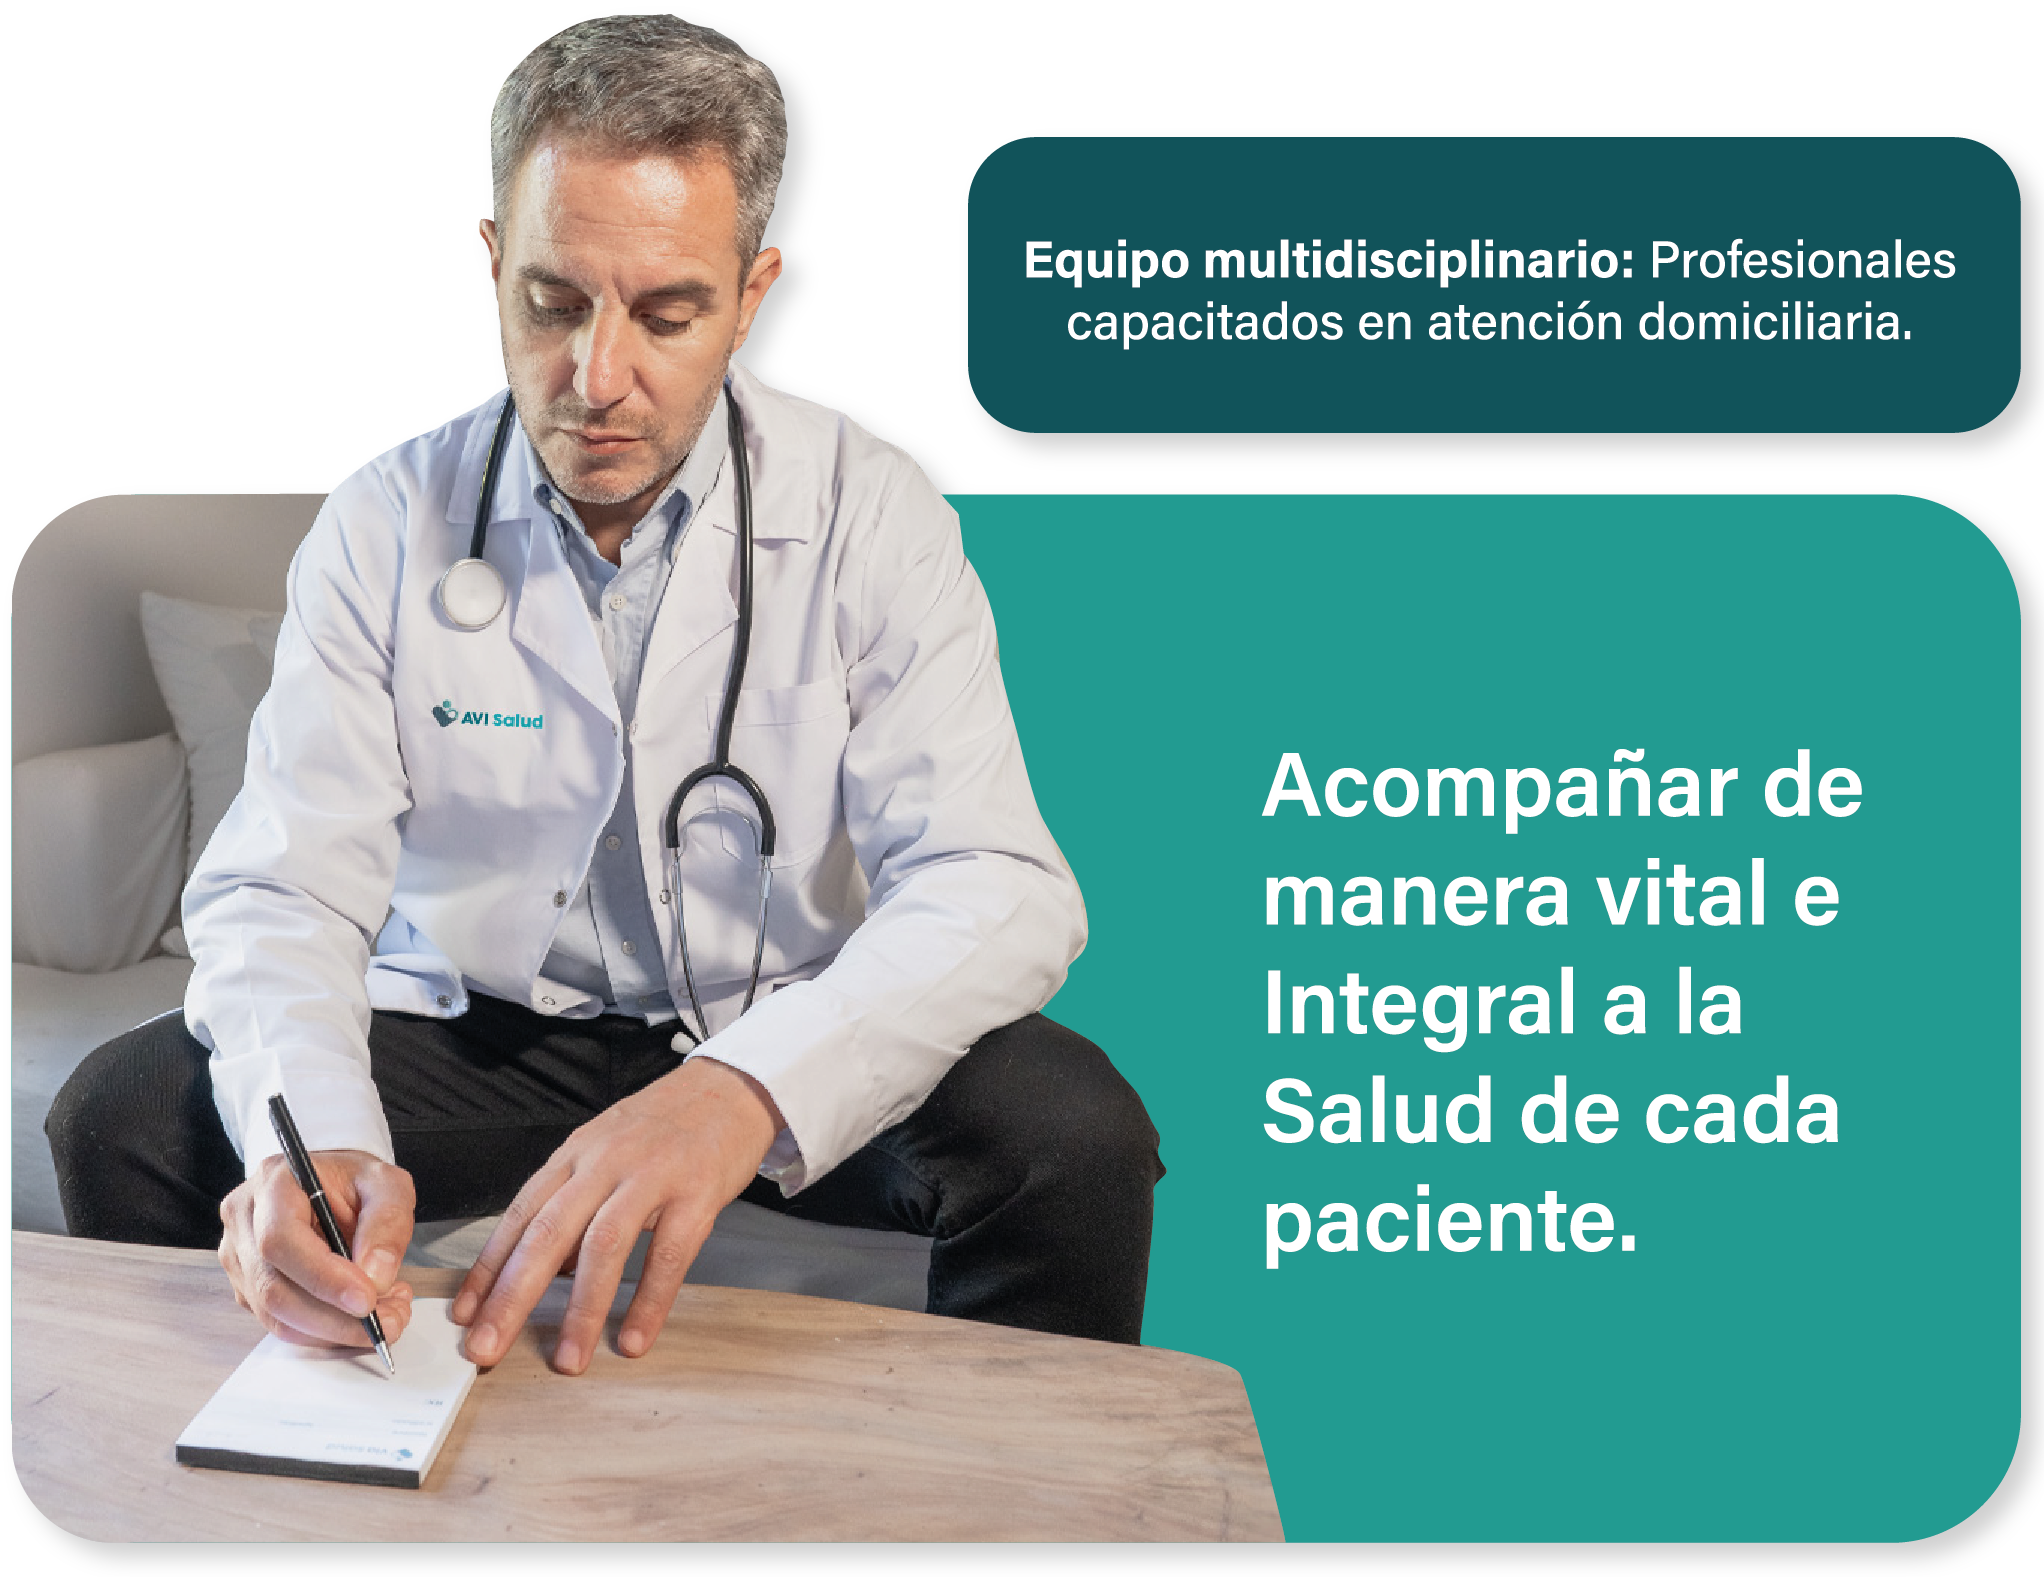 Equipo multidisciplinario: Profesionales
capacitados en atención domiciliaria.
AVI Salud
Acompañar de
manera vital e
Integral a la
Salud de cada
paciente.